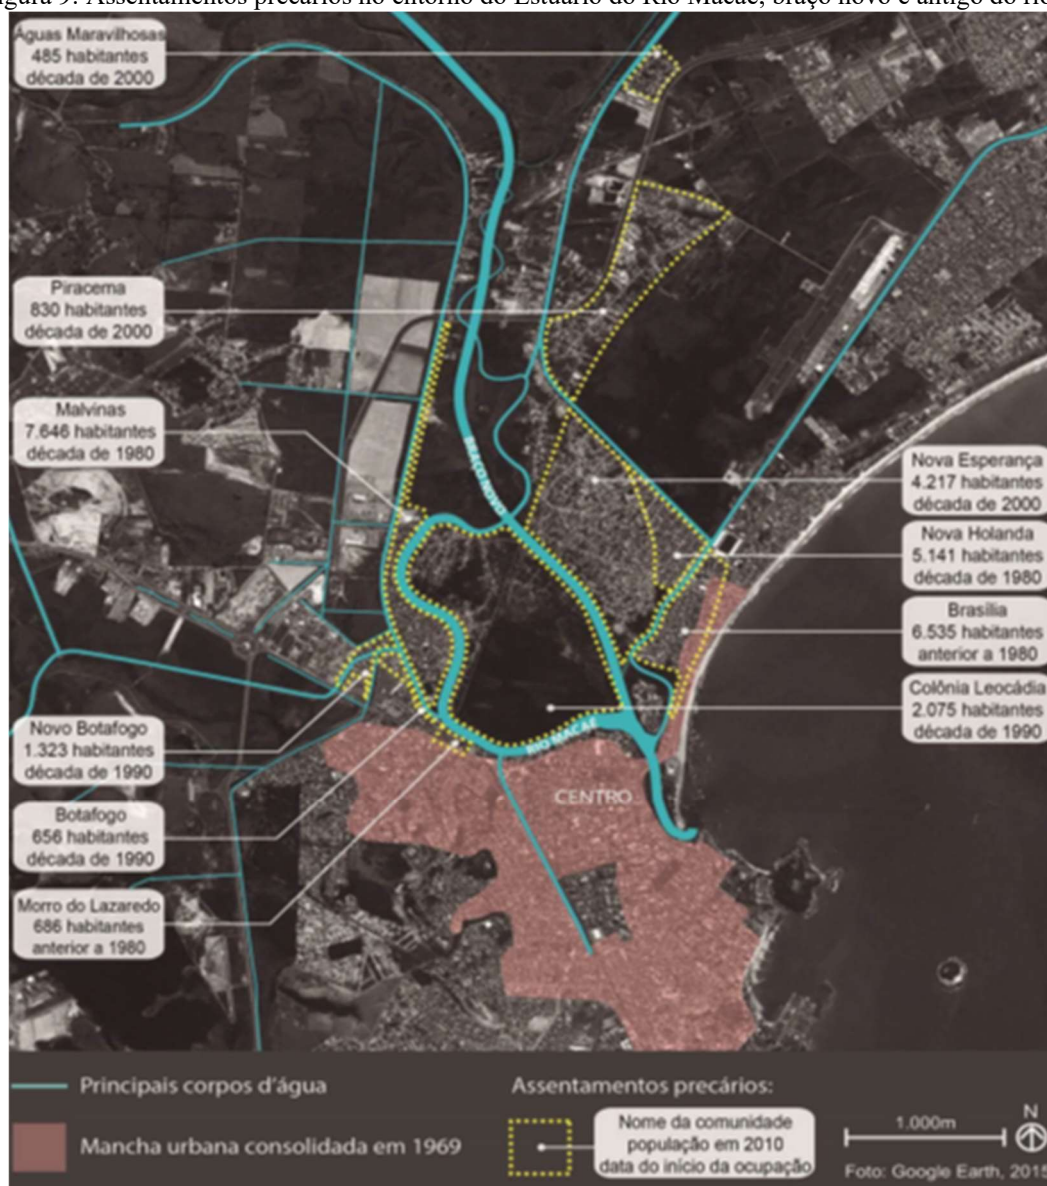 Figura 9: Assentamentos precários no entorno do Estuário do Rio Macaé, braço novo e antigo do rio
Águas Maravilhosas
485 habitantes
década de 2000
Piracema
830 habitantes
década de 2000
Malvinas
7.646 habitantes
década de 1980
BRAÇO NOVO
Nova Esperança
4.217 habitantes
década de 2000
Nova Holanda
5.141 habitantes
década de 1980
Brasília
6.535 habitantes
anterior a 1980
Colônia Leocádia
2.075 habitantes
década de 1990
Novo Botafogo
1.323 habitantes
década de 1990
RIO MACAÉ
CENTRO
Botafogo
656 habitantes
década de 1990
Morro do Lazaredo
686 habitantes
anterior a 1980
Principais corpos d'água
Mancha urbana consolidada em 1969
Assentamentos precários:
Nome da comunidade
população em 2010
data do início da ocupação
1.000m
N
Foto: Google Earth, 2015